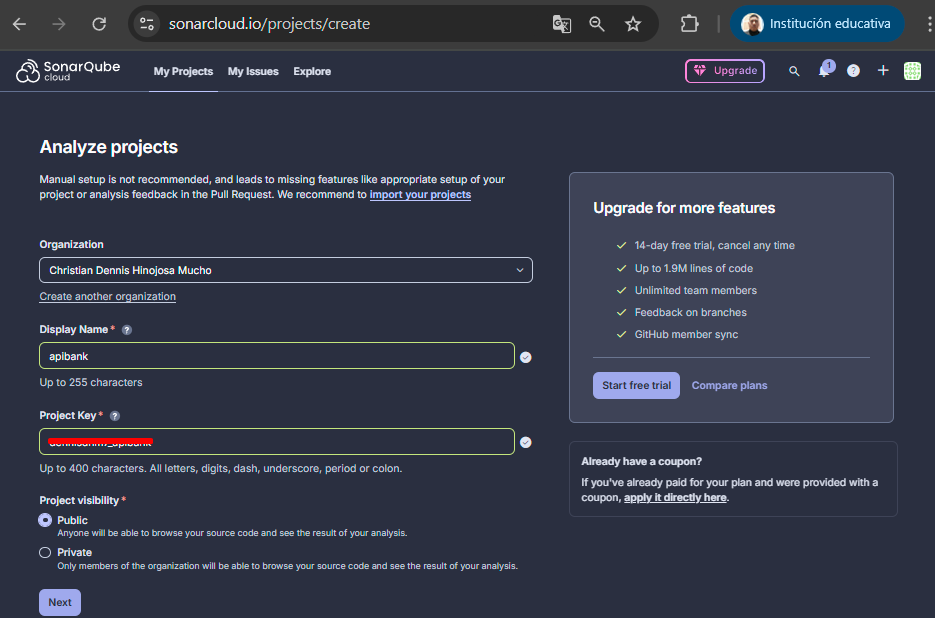 sonarcloud.io/projects/create
Institución educativa
SonarQube
cloud
My Projects
My Issues
Explore
Upgrade
1
?
Analyze projects
Manual setup is not recommended, and leads to missing features like appropriate setup of your
project or analysis feedback in the Pull Request. We recommend to import your projects
Organization
Christian Dennis Hinojosa Mucho
Create another organization
Display Name * ?
apibank
Up to 255 characters
Project Key * ?
Up to 400 characters. All letters, digits, dash, underscore, period or colon.
Project visibility *
Public
Anyone will be able to browse your source code and see the result of your analysis.
Private
Only members of the organization will be able to browse your source code and see the result of your analysis.
Next
Upgrade for more features
14-day free trial, cancel any time
Up to 1.9M lines of code
Unlimited team members
Feedback on branches
GitHub member sync
Start free trial
Compare plans
Already have a coupon?
If you've already paid for your plan and were provided with a
coupon, apply it directly here.